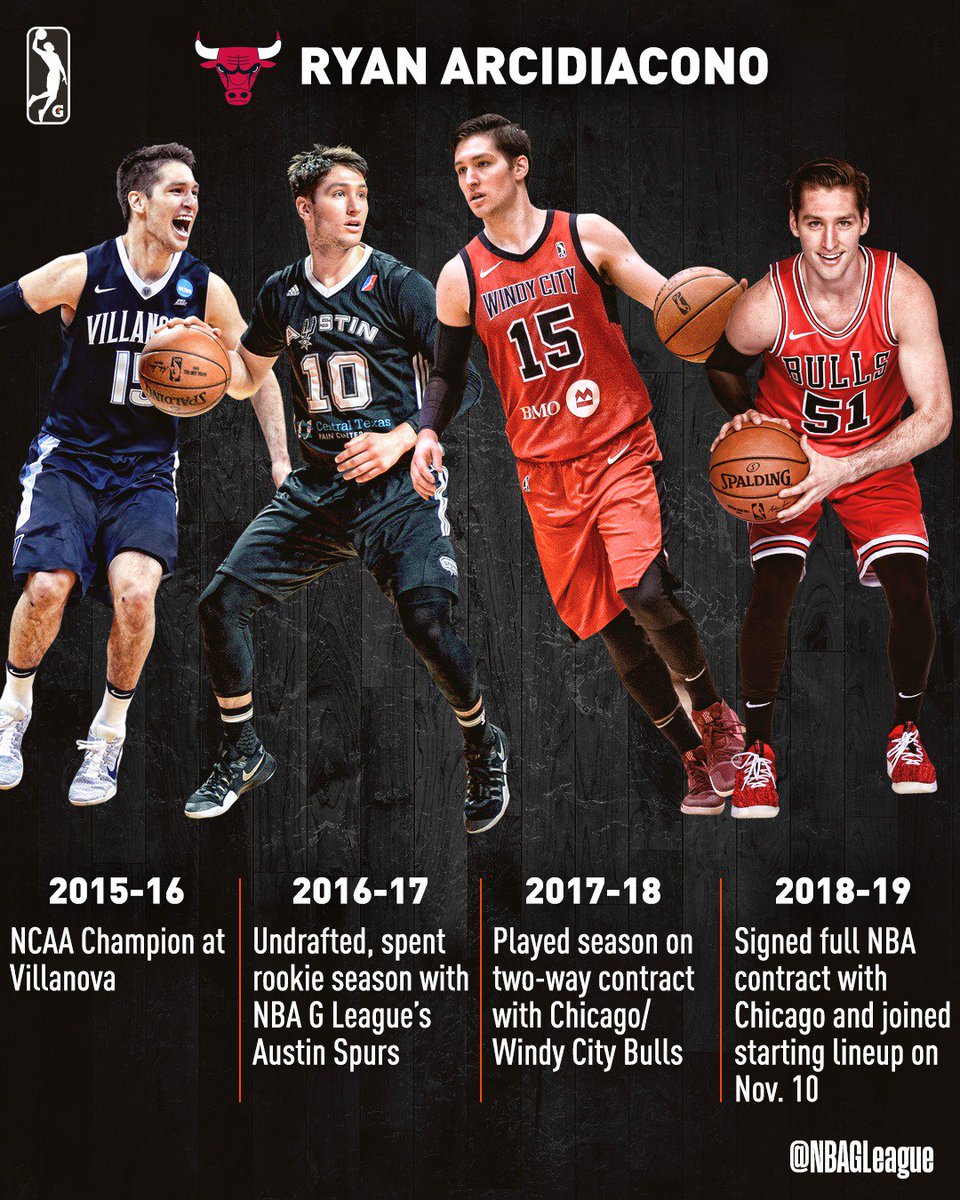 G
RYAN ARCIDIACONO
VILLANO
15
SPALDING
AUSTIN
10
Central Texas
PAIN CENTER
WINDY CITY
15
BMO
BULLS
51
SPALDING
2015-16
NCAA Champion at
Villanova
2016-17
Undrafted, spent
rookie season with
NBA G League’s
Austin Spurs
2017-18
Played season on
two-way contract
with Chicago/
Windy City Bulls
2018-19
Signed full NBA
contract with
Chicago and joined
starting lineup on
Nov. 10
@NBAGLeague